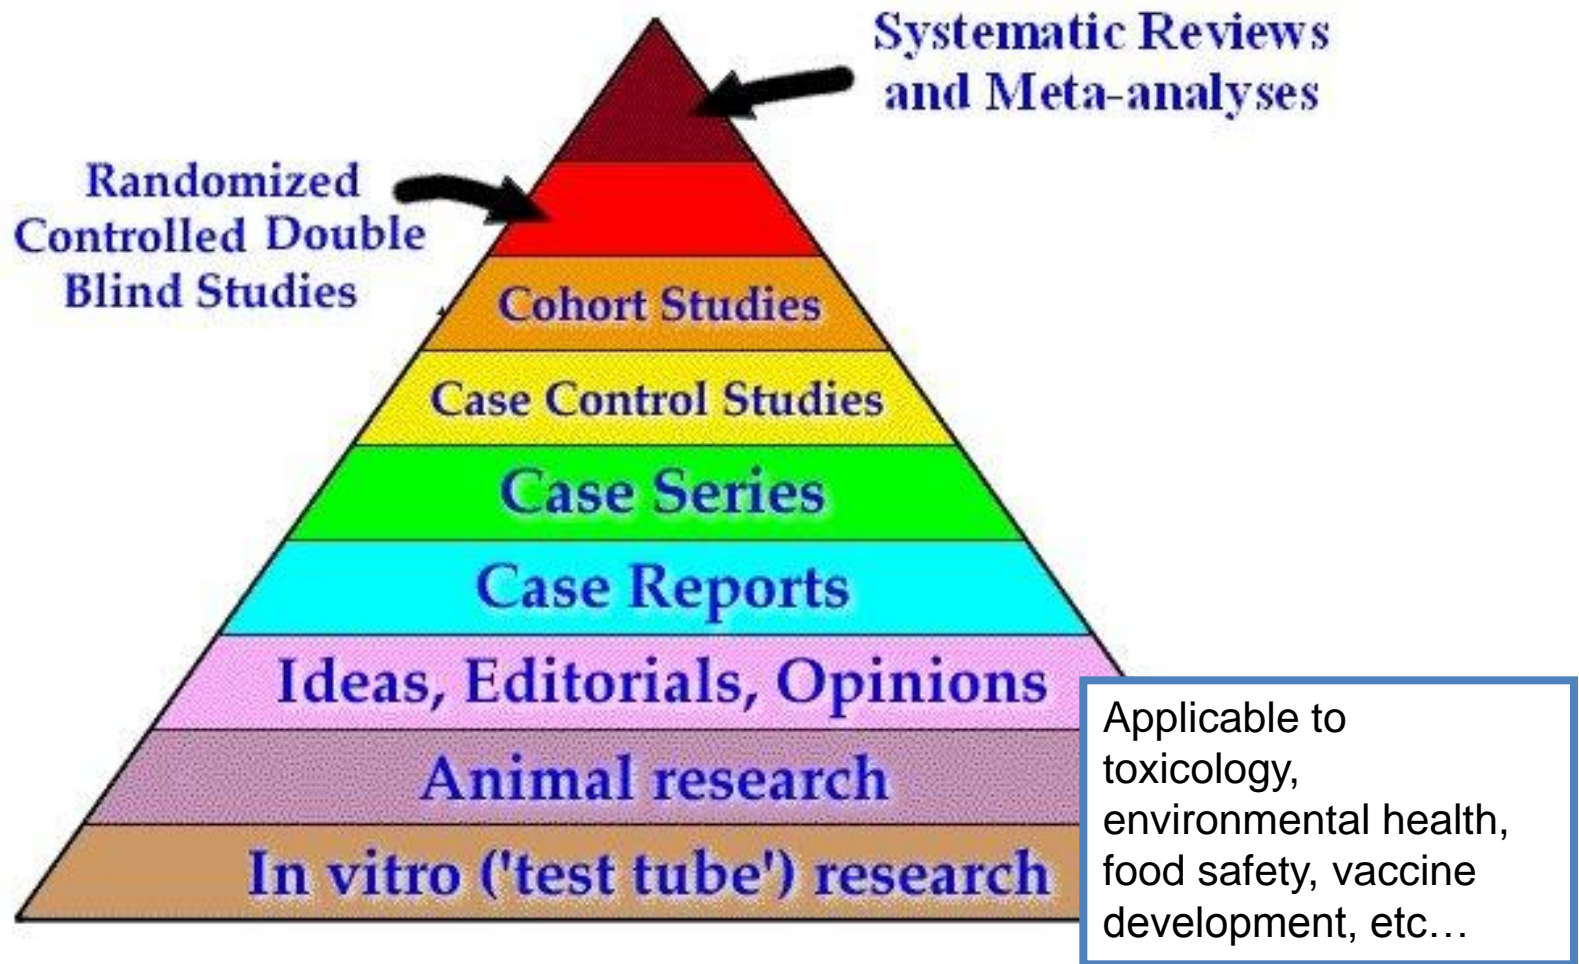 Systematic Reviews
and Meta-analyses
Randomized
Controlled Double
Blind Studies
Cohort Studies
Case Control Studies
Case Series
Case Reports
Ideas, Editorials, Opinions
Animal research
In vitro ('test tube') research
Applicable to
toxicology,
environmental health,
food safety, vaccine
development, etc…